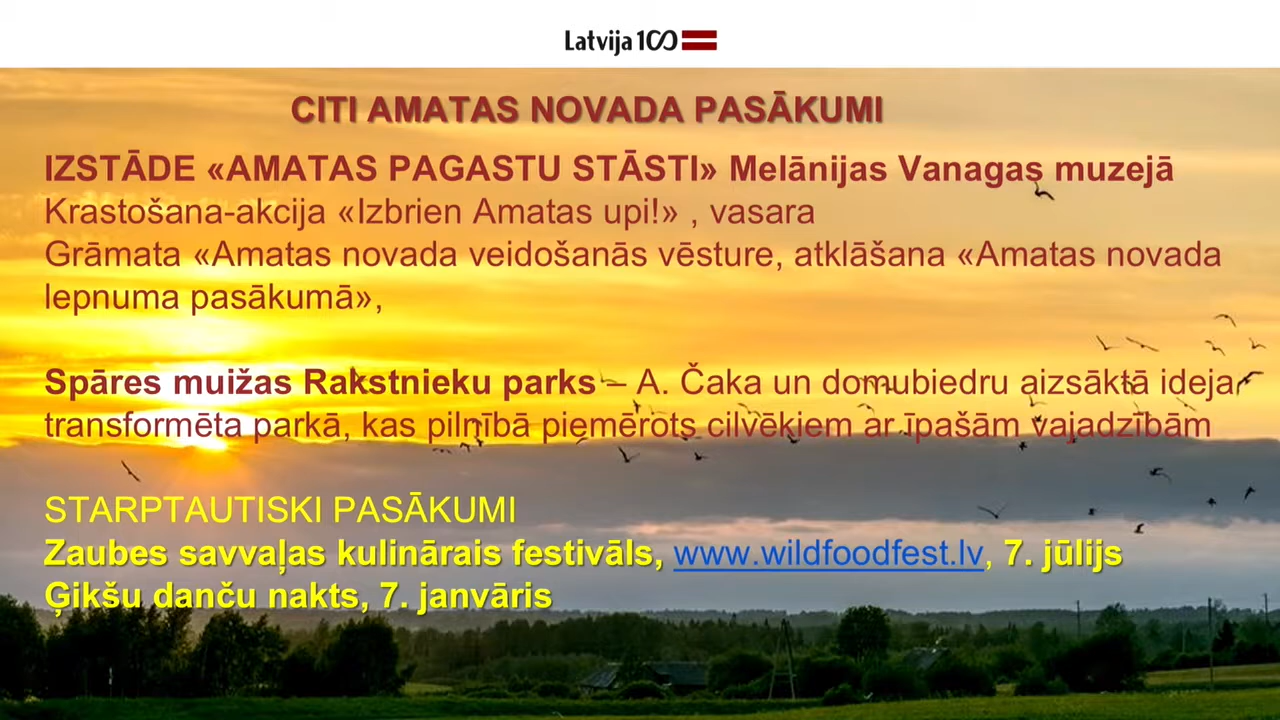 Latvija 100
CITI AMATAS NOVADA PASĀKUMI
IZSTĀDE «AMATAS PAGASTU STĀSTI» Melānijas Vanagas muzejā
Krastošana-akcija «Izbrien Amatas upi!» , vasara
Grāmata «Amatas novada veidošanās vēsture, atklāšana «Amatas novada
lepnuma pasākumā»,
Spāres muižas Rakstnieku parks – A. Čaka un domubiedru aizsāktā ideja
transformēta parkā, kas pilnībā piemērots cilvēkiem ar īpašām vajadzībām
STARPTAUTISKI PASĀKUMI
Zaubes savvaļas kulinārais festivāls, www.wildfoodfest.lv, 7. jūlijs
Ģikšu danču nakts, 7. janvāris